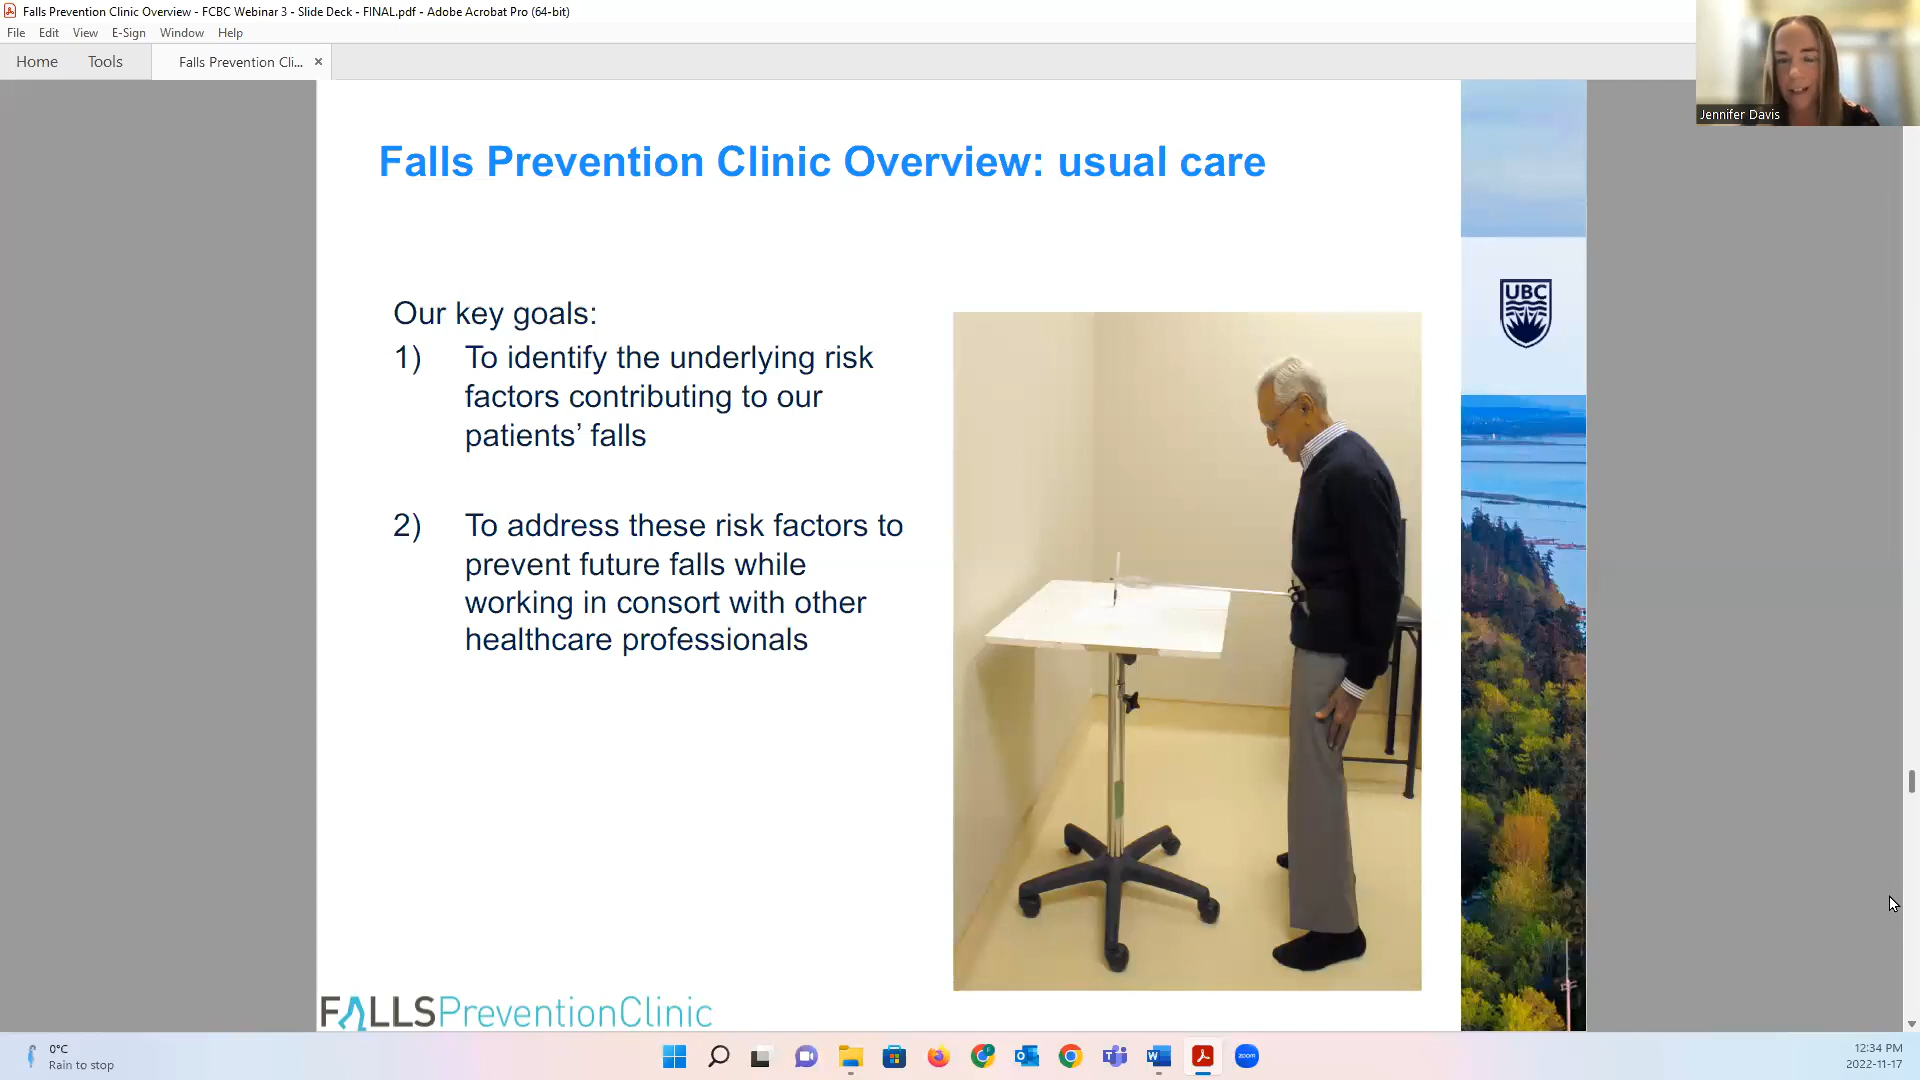 Falls Prevention Clinic Overview - FCBC Webinar 3 - Slide Deck - FINAL.pdf - Adobe Acrobat Pro (64-bit)
File Edit View E-Sign Window Help
Home Tools Falls Prevention Cli... ×
Jennifer Davis
Falls Prevention Clinic Overview: usual care
UBC
Our key goals:
1) To identify the underlying risk
factors contributing to our
patients’ falls
2) To address these risk factors to
prevent future falls while
working in consort with other
healthcare professionals
FALLSPreventionClinic
0°C
Rain to stop
zoom
12:34 PM
2022-11-17